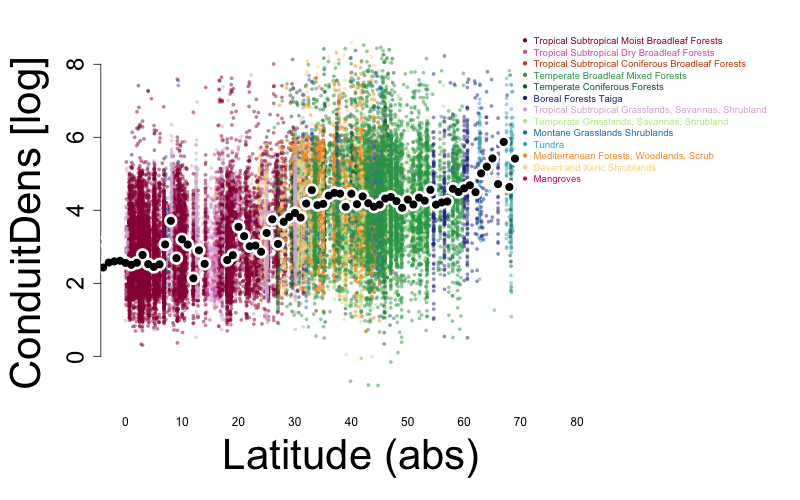 ConduitDens [log]
8
6
4
2
0
0 10 20 30 40 50 60 70 80
Latitude (abs)
Tropical Subtropical Moist Broadleaf Forests
Tropical Subtropical Dry Broadleaf Forests
Tropical Subtropical Coniferous Broadleaf Forests
Temperate Broadleaf Mixed Forests
Temperate Coniferous Forests
Boreal Forests Taiga
Tropical Subtropical Grasslands, Savannas, Shrubland
Temperate Grasslands, Savannas, Shrubland
Montane Grasslands Shrublands
Tundra
Mediterranean Forests, Woodlands, Scrub
Desert and Xeric Shrublands
Mangroves